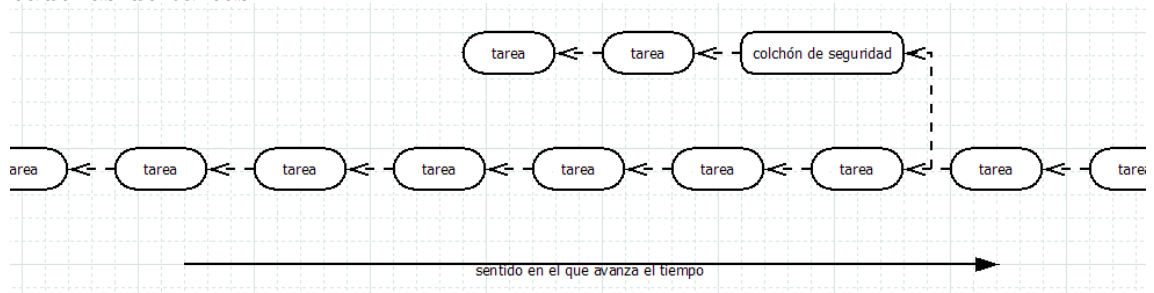 tarea tarea colchón de seguridad
tarea tarea tarea tarea tarea tarea tarea
sentido en el que avanza el tiempo